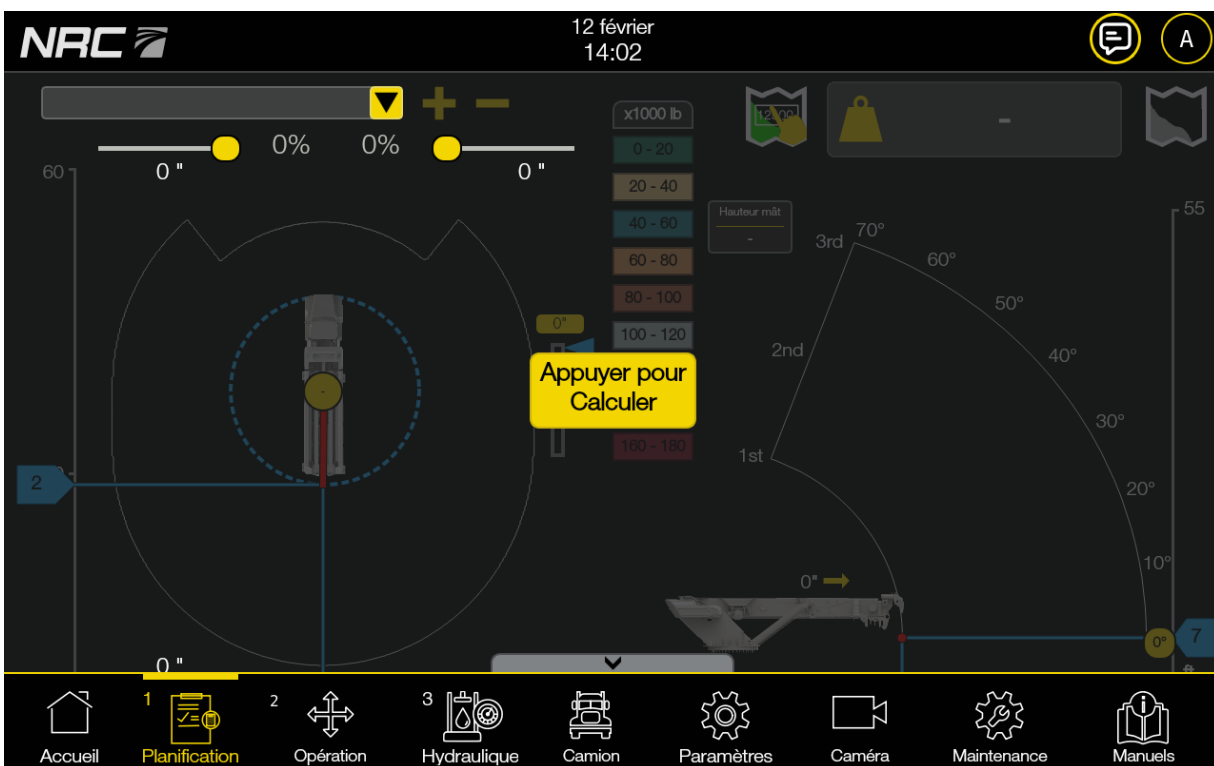 NRC
12 février
14:02
A
0% 0%
0 " 0 "
x1000 lb
0 - 20
20 - 40
40 - 60
60 - 80
80 - 100
100 - 120
160 - 180
-
Hauteur mât
-
60
2
0"
Appuyer pour
Calculer
55
3rd 70°
60°
50°
2nd
40°
30°
1st
20°
10°
0"
0° 7
0 "
1 2 3
Accueil Planification Opération Hydraulique Camion Paramètres Caméra Maintenance Manuels